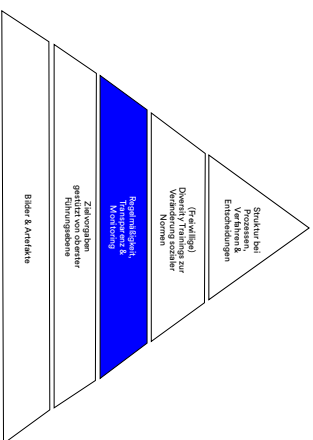 Struktur bei
Prozessen,
Verfahren &
Entscheidungen
(Freiwillige)
Diversity Trainings zur
Veränderung sozialer
Normen
Regelmäßigkeit,
Transparenz &
Monitoring
Zielvorgaben
gestützt von oberster
Führungsebene
Bilder & Artefakte